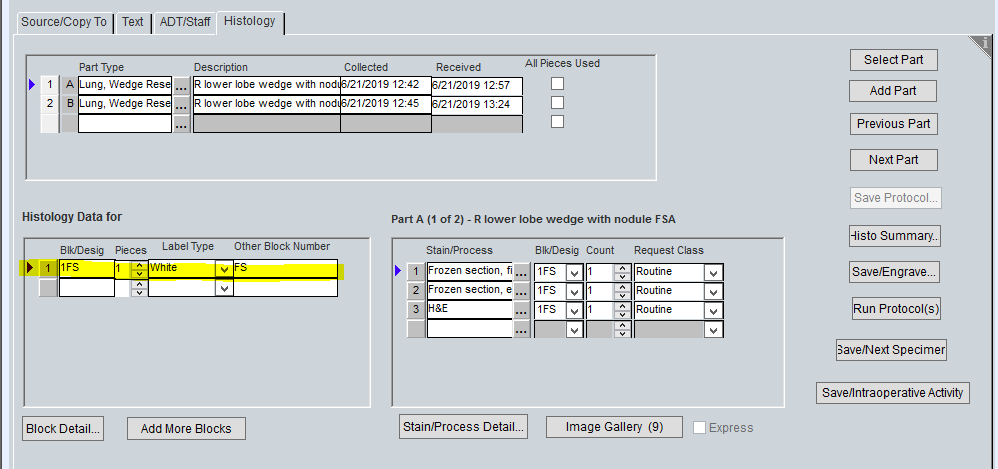 Source/Copy To Text ADT/Staff Histology
i
Part Type Description Collected Received All Pieces Used
1 A Lung, Wedge Rese ... R lower lobe wedge with nodu 6/21/2019 12:42 6/21/2019 12:57
2 B Lung, Wedge Rese ... R lower lobe wedge with nodu 6/21/2019 12:45 6/21/2019 13:24
...
Select Part
Add Part
Previous Part
Next Part
Save Protocol...
Histo Summary..
Save/Engrave...
Run Protocol(s)
Save/Next Specimen
Save/Intraoperative Activity
Histology Data for
Blk/Desig Pieces Label Type Other Block Number
1 1FS 1 White FS
Block Detail... Add More Blocks
Part A (1 of 2) - R lower lobe wedge with nodule FSA
Stain/Process Blk/Desig Count Request Class
1 Frozen section, fi ... 1FS 1 Routine
2 Frozen section, e ... 1FS 1 Routine
3 H&E ... 1FS 1 Routine
...
Stain/Process Detail... Image Gallery (9) Express